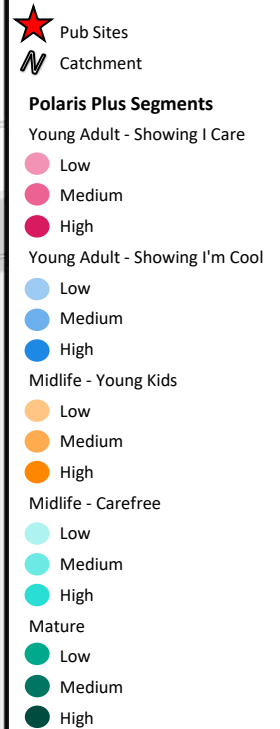 Pub Sites
Catchment
Polaris Plus Segments
Young Adult - Showing I Care
Low
Medium
High
Young Adult - Showing I'm Cool
Low
Medium
High
Midlife - Young Kids
Low
Medium
High
Midlife - Carefree
Low
Medium
High
Mature
Low
Medium
High